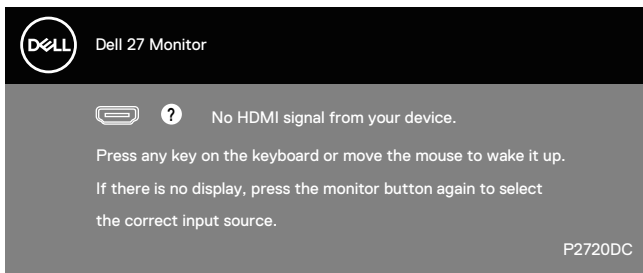 DELL
Dell 27 Monitor
? No HDMI signal from your device.
Press any key on the keyboard or move the mouse to wake it up.
If there is no display, press the monitor button again to select
the correct input source.
P2720DC